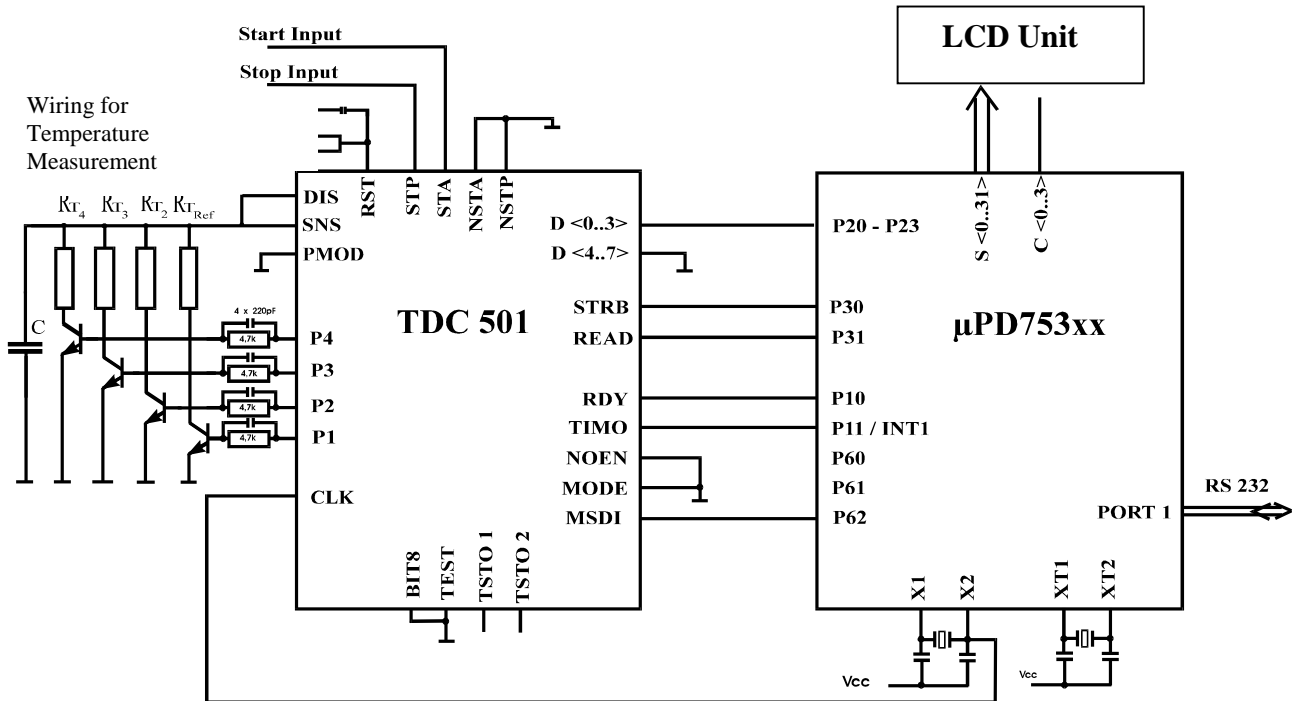 Start Input
Stop Input
LCD Unit
Wiring for
Temperature
Measurement
RT4 RT3 RT2 RTRef
C
4 x 220pF
4,7k
4,7k
4,7k
4,7k
TDC 501
DIS
SNS
PMOD
P4
P3
P2
P1
CLK
RST
STP
STA
NSTA
NSTP
D <0..3>
D <4..7>
STRB
READ
RDY
TIMO
NOEN
MODE
MSDI
BIT8
TEST
TSTO 1
TSTO 2
µPD753xx
S <0..31>
C <0..3>
P20 - P23
P30
P31
P10
P11 / INT1
P60
P61
P62
PORT 1
RS 232
X1
X2
XT1
XT2
Vcc
Vcc